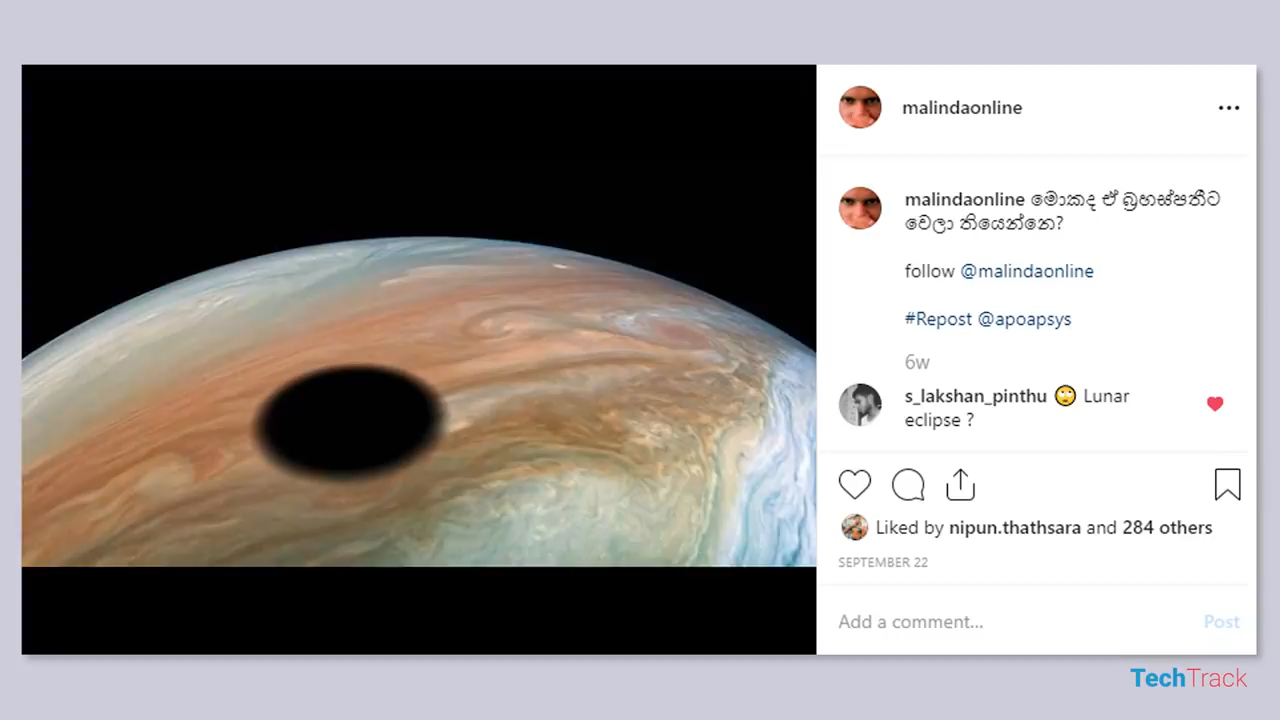 malindaonline
malindaonline මොකද ඒ බ්‍රහස්පතීට
වෙලා තියෙන්නෙ?
follow @malindaonline
#Repost @apoapsys
6w
s_lakshan_pinthu 🙄 Lunar
eclipse ?
Liked by nipun.thathsara and 284 others
SEPTEMBER 22
Add a comment...
Post
TechTrack